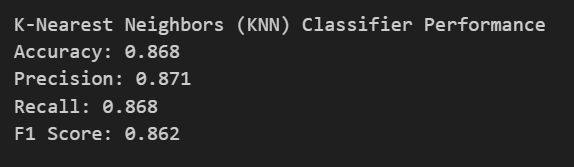 K-Nearest Neighbors (KNN) Classifier Performance
Accuracy: 0.868
Precision: 0.871
Recall: 0.868
F1 Score: 0.862